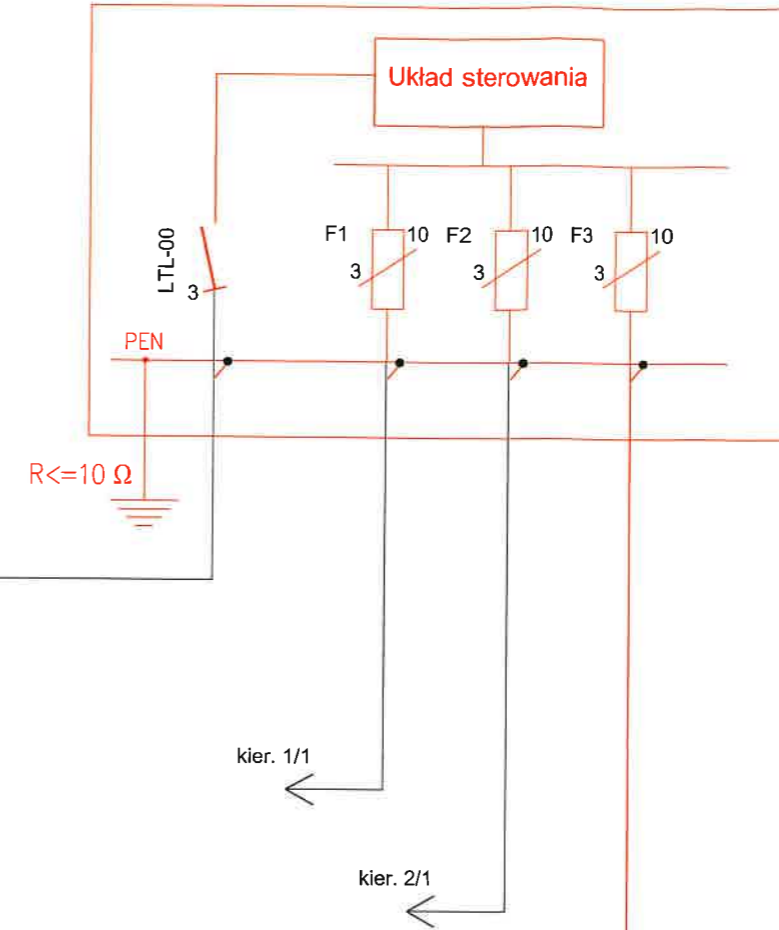 Układ sterowania
LTL-00
3
F1
10
3
F2
10
3
F3
10
3
PEN
R<=10 Ω
kier. 1/1
kier. 2/1